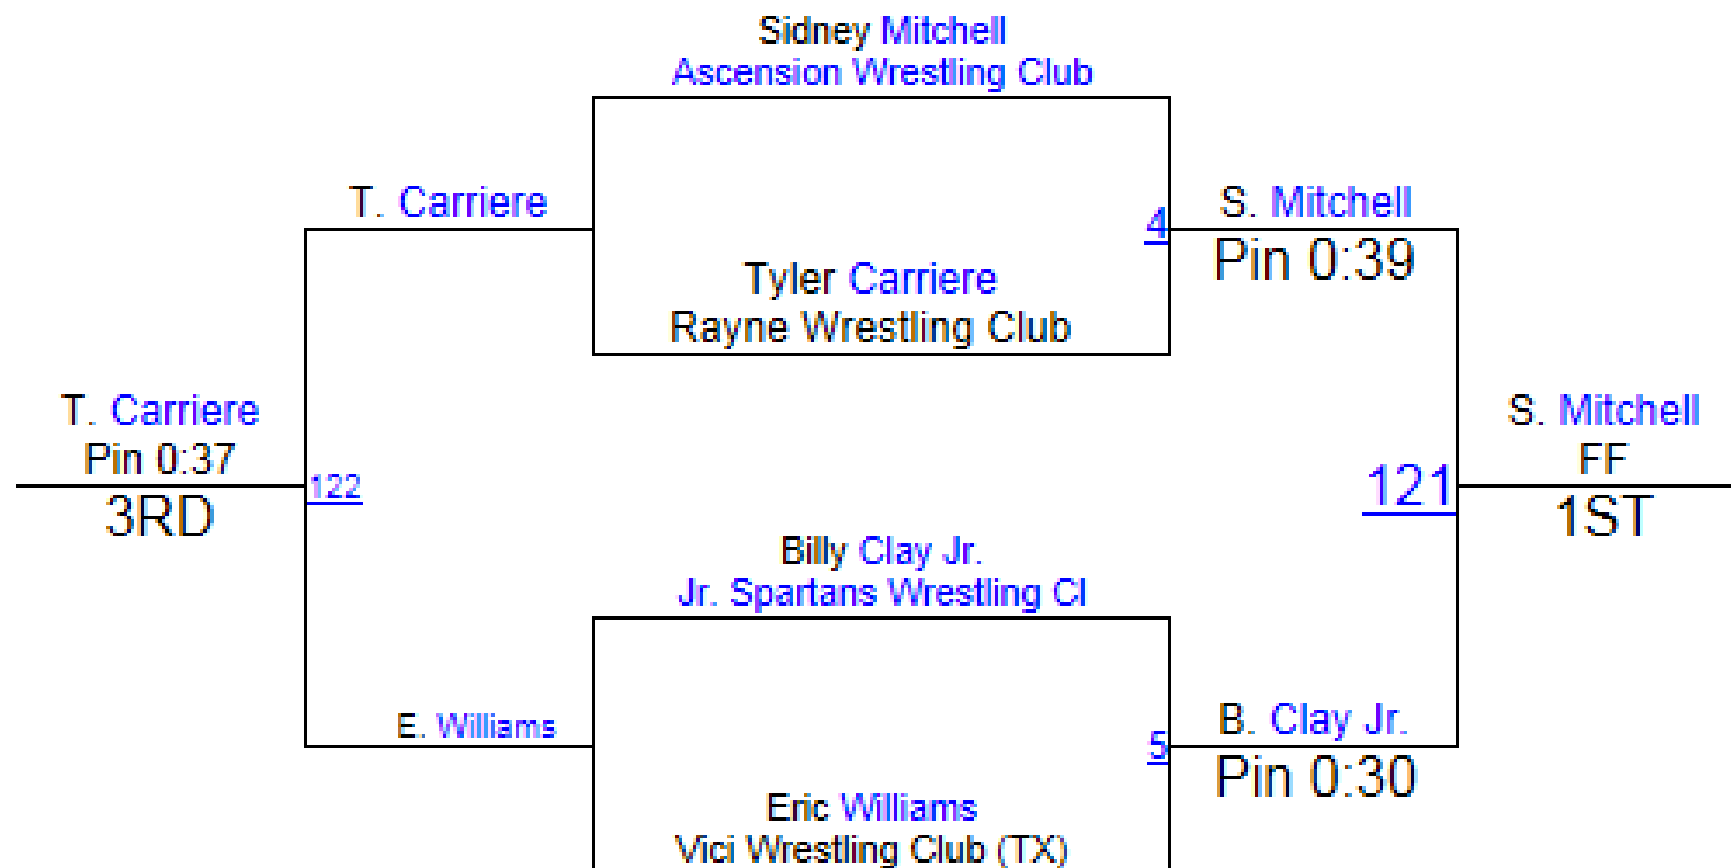 Sidney Mitchell
Ascension Wrestling Club
T. Carriere
4
S. Mitchell
Pin 0:39
Tyler Carriere
Rayne Wrestling Club
T. Carriere
Pin 0:37
3RD
122
121
S. Mitchell
FF
1ST
Billy Clay Jr.
Jr. Spartans Wrestling Cl
E. Williams
5
B. Clay Jr.
Pin 0:30
Eric Williams
Vici Wrestling Club (TX)